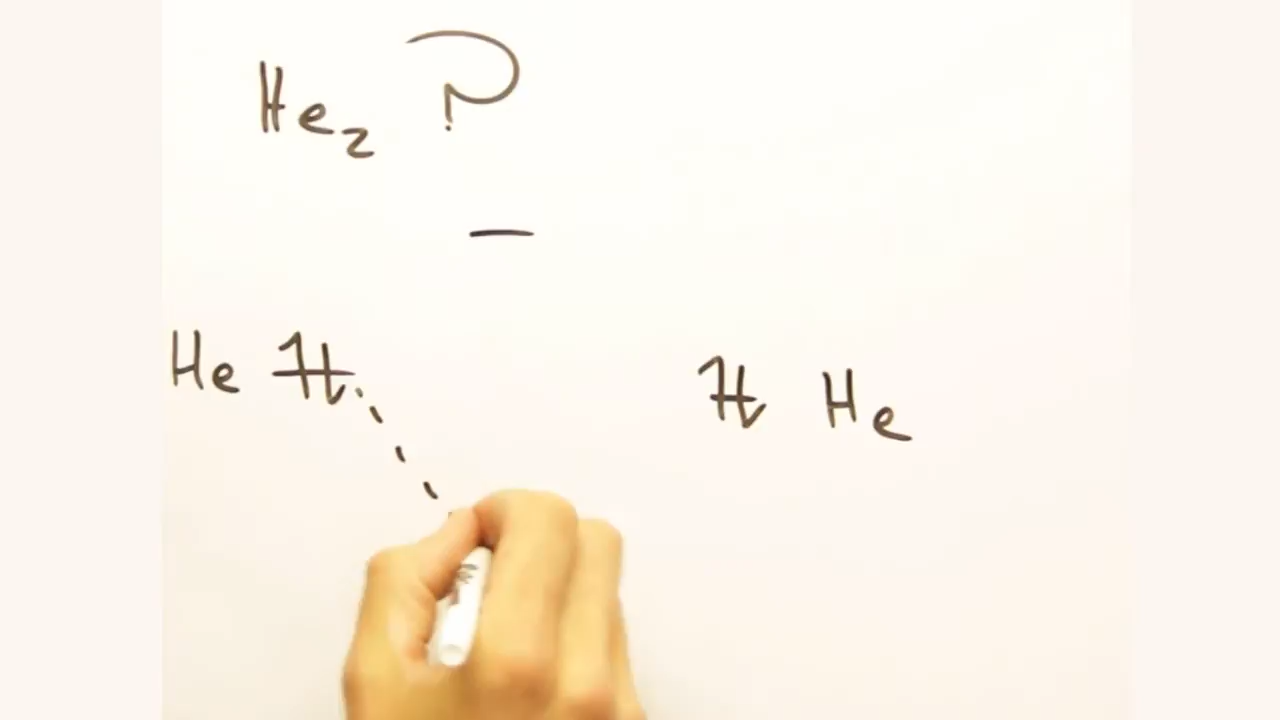 He₂ ?
He ⥮ ⥮ He